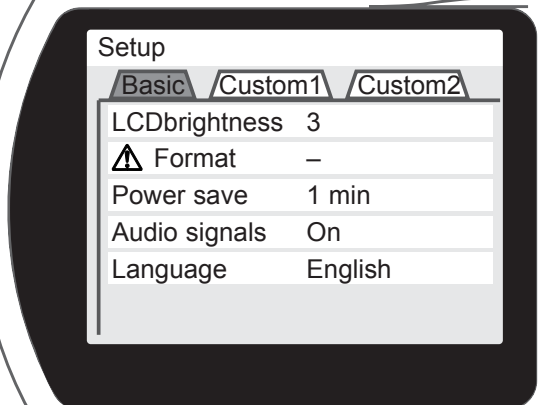 Setup
Basic Custom1 Custom2
LCDbrightness 3
Format –
Power save 1 min
Audio signals On
Language English